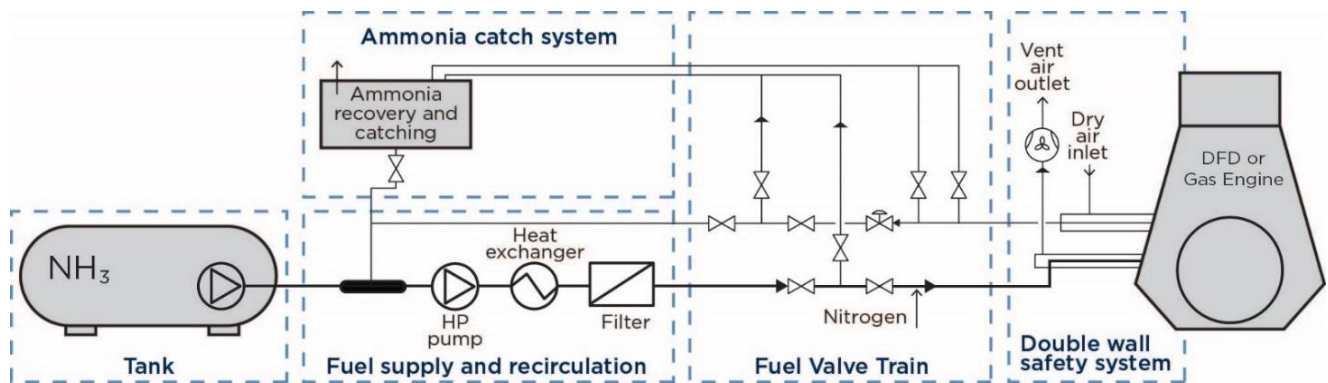 Ammonia catch system
Ammonia
recovery and
catching
Vent
air
outlet
Dry
air
inlet
DFD or
Gas Engine
NH₃
Heat
exchanger
HP
pump
Filter
Nitrogen
Tank
Fuel supply and recirculation
Fuel Valve Train
Double wall
safety system